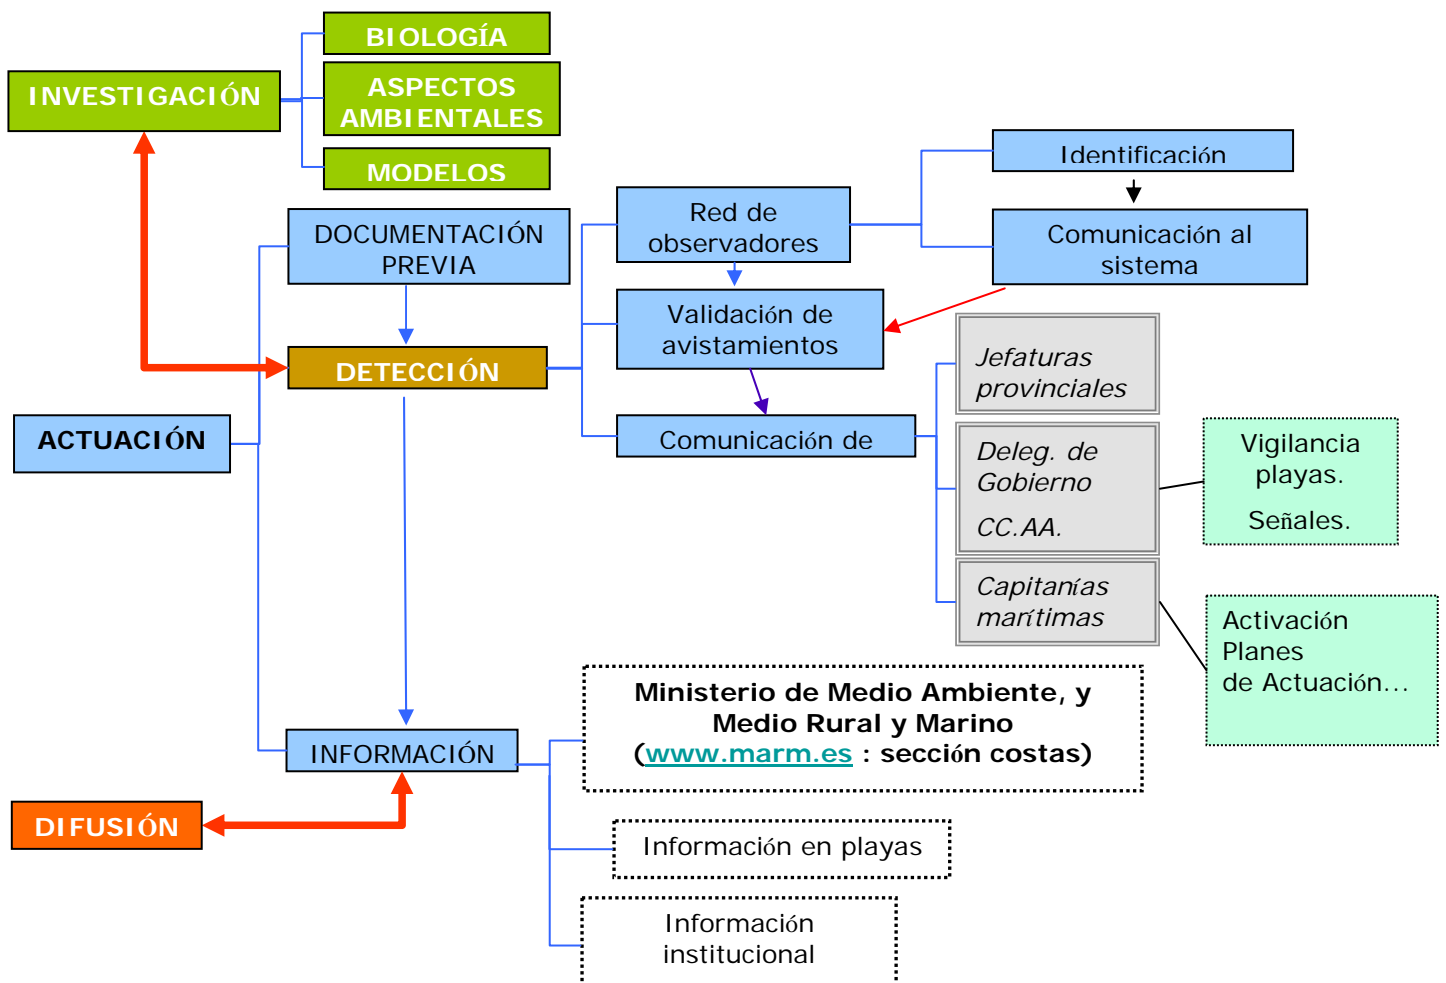 BIOLOGÍA
INVESTIGACIÓN
ASPECTOS
AMBIENTALES
MODELOS
Identificación
Red de
observadores
DOCUMENTACIÓN
PREVIA
Comunicación al
sistema
Validación de
avistamientos
Jefaturas
provinciales
DETECCIÓN
ACTUACIÓN
Comunicación de
Deleg. de
Gobierno
CC.AA.
Vigilancia
playas.
Señales.
Capitanías
marítimas
Activación
Planes
de Actuación...
Ministerio de Medio Ambiente, y
Medio Rural y Marino
(www.marm.es : sección costas)
INFORMACIÓN
DIFUSIÓN
Información en playas
Información
institucional